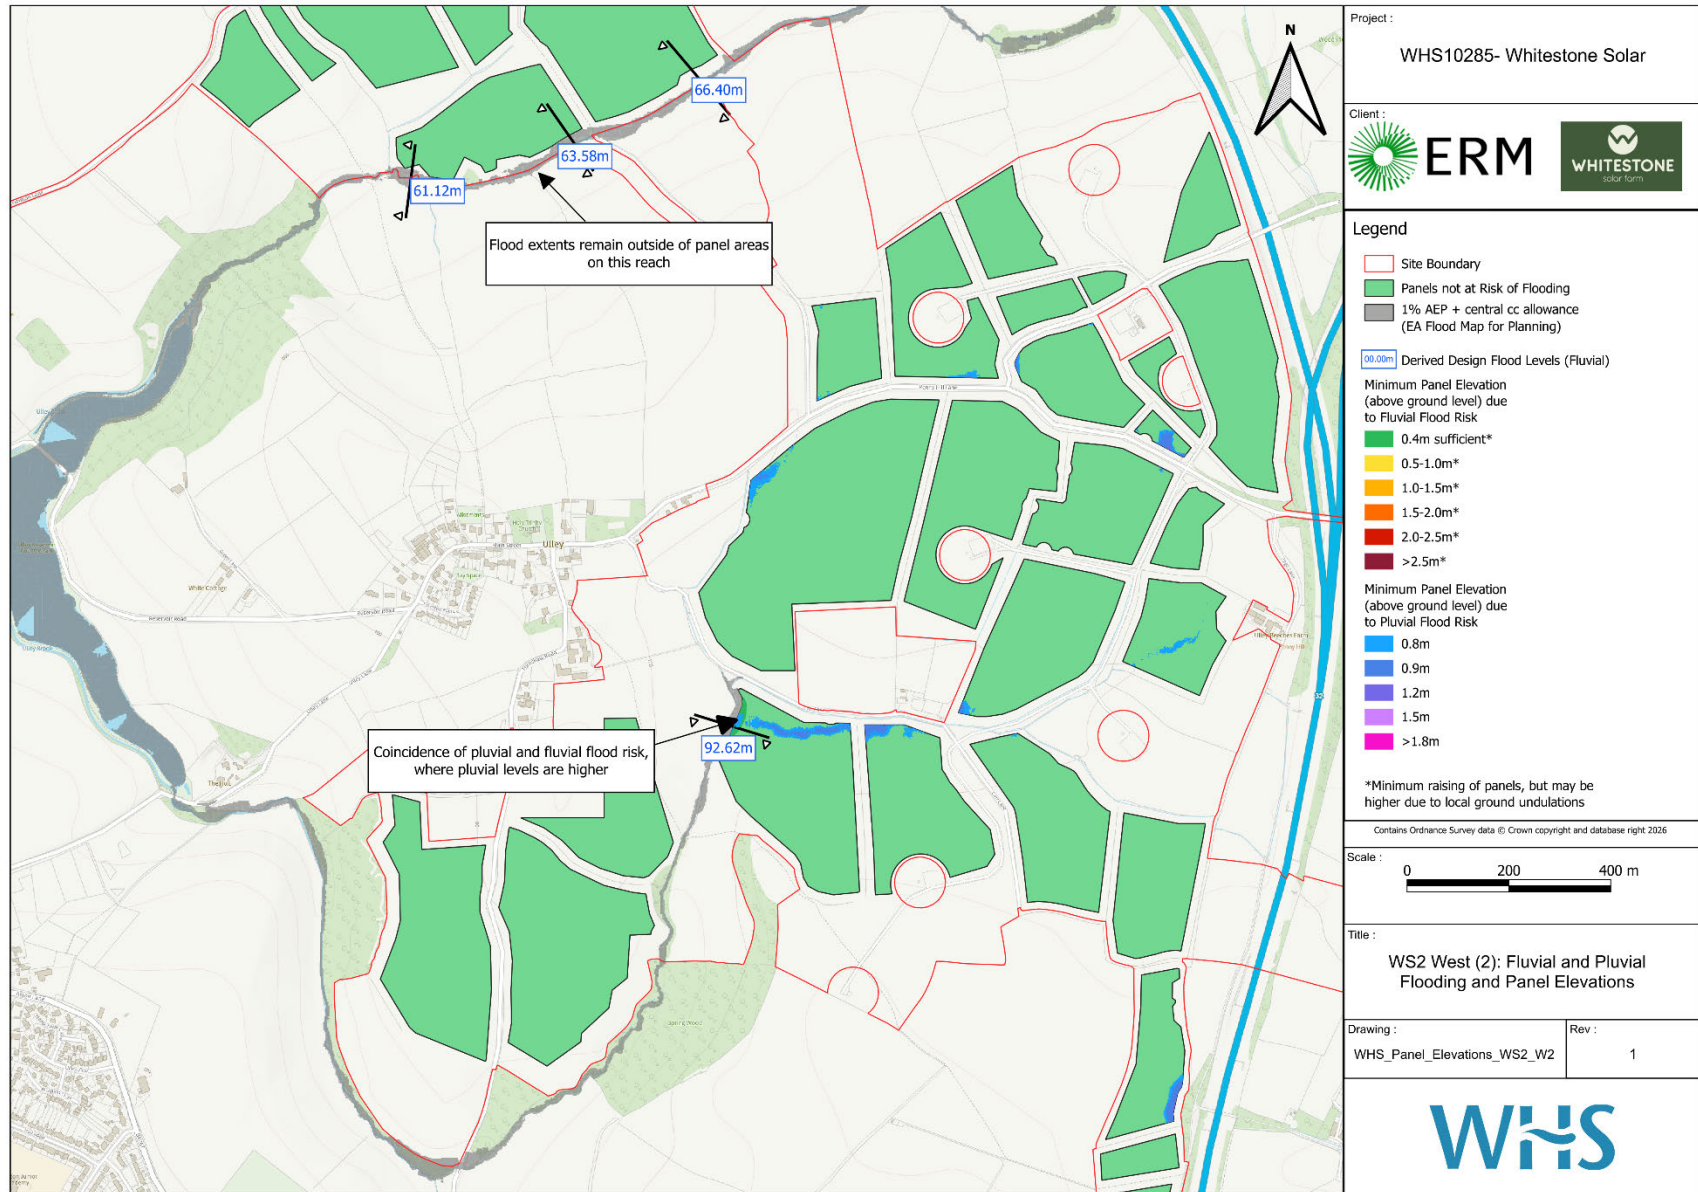 66.40m
63.58m
61.12m
Flood extents remain outside of panel areas
on this reach
Ulley
White Cottage
Reservoir Road
Coincidence of pluvial and fluvial flood risk,
where pluvial levels are higher
92.62m
N
Project :
WHS10285- Whitestone Solar
Client :
ERM
WHITESTONE
solar farm
Legend
Site Boundary
Panels not at Risk of Flooding
1% AEP + central cc allowance
(EA Flood Map for Planning)
00.00m Derived Design Flood Levels (Fluvial)
Minimum Panel Elevation
(above ground level) due
to Fluvial Flood Risk
0.4m sufficient*
0.5-1.0m*
1.0-1.5m*
1.5-2.0m*
2.0-2.5m*
>2.5m*
Minimum Panel Elevation
(above ground level) due
to Pluvial Flood Risk
0.8m
0.9m
1.2m
1.5m
>1.8m
*Minimum raising of panels, but may be
higher due to local ground undulations
Contains Ordnance Survey data © Crown copyright and database right 2026
Scale :
0 200 400 m
Title :
WS2 West (2): Fluvial and Pluvial
Flooding and Panel Elevations
Drawing :
WHS_Panel_Elevations_WS2_W2
Rev :
1
WHS